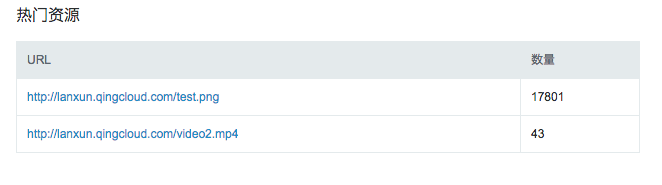 热门资源
URL 数量
http://lanxun.qingcloud.com/test.png 17801
http://lanxun.qingcloud.com/video2.mp4 43